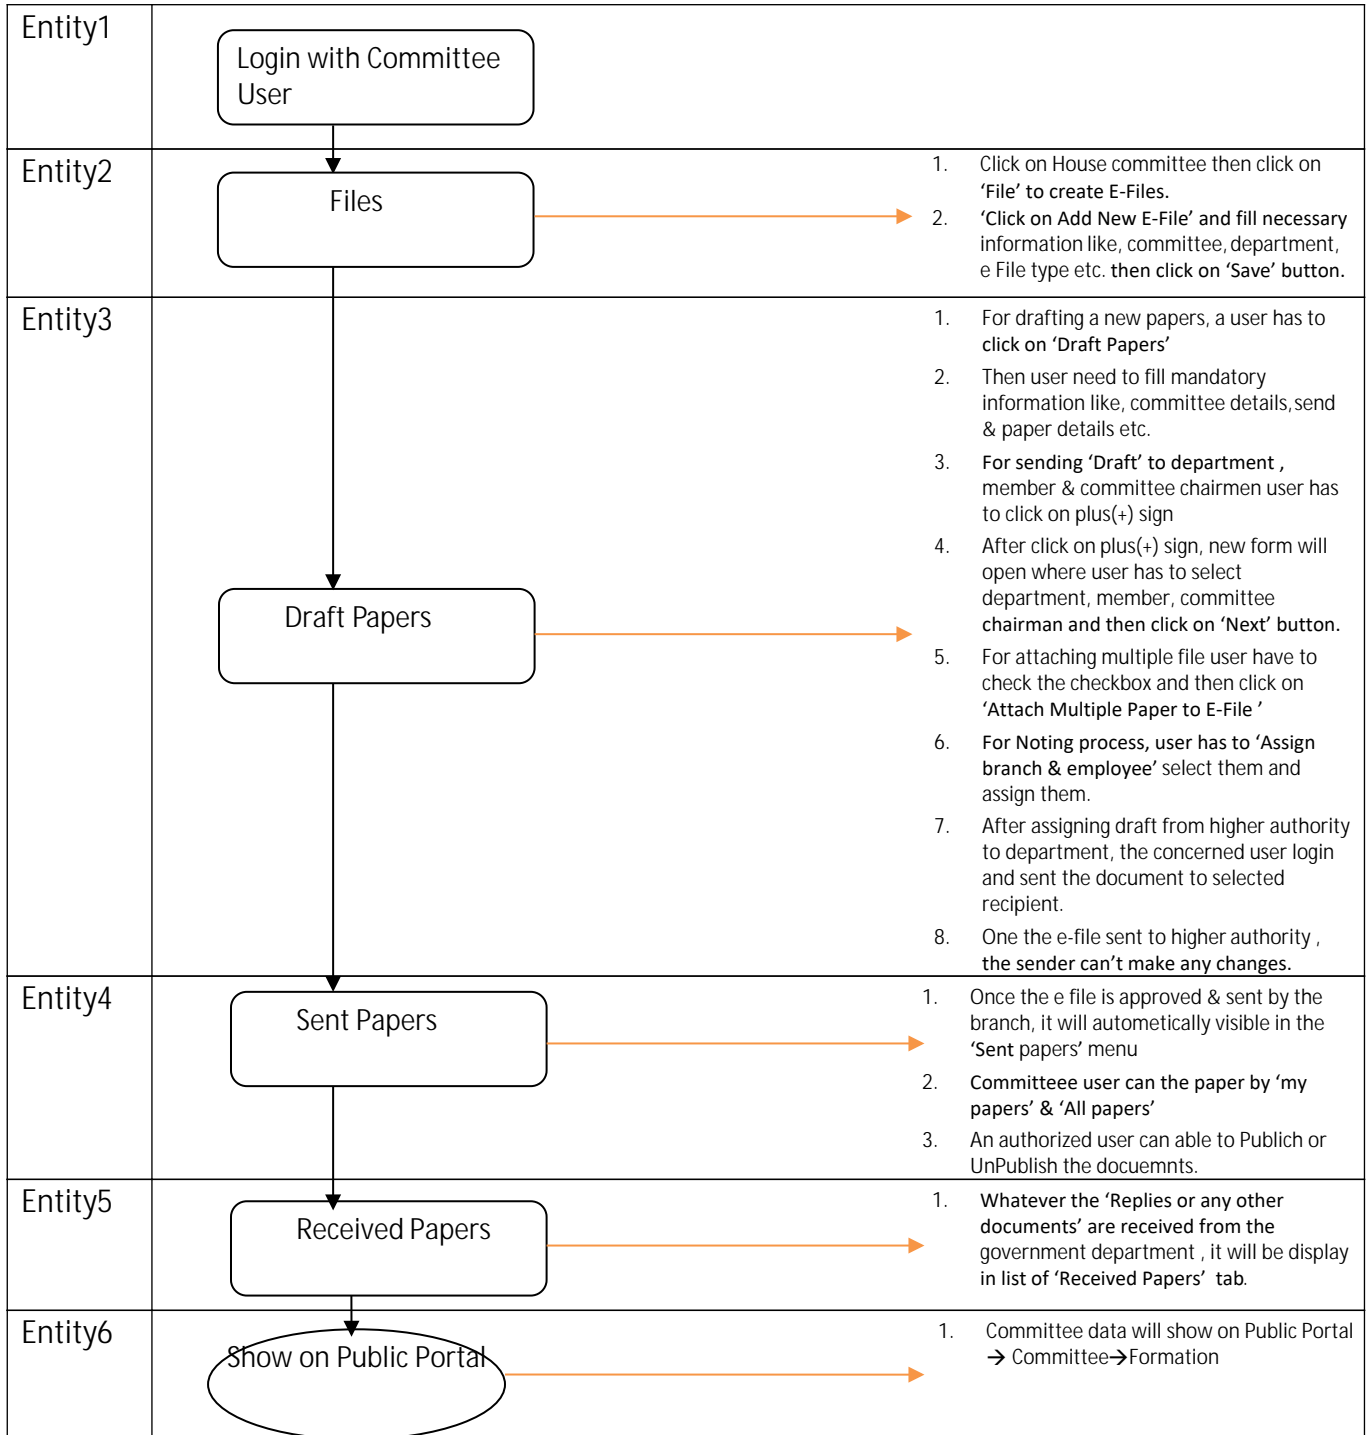 Entity1
Login with Committee
User
Entity2
Files
1. Click on House committee then click on
‘File’ to create E-Files.
2. ‘Click on Add New E-File’ and fill necessary
information like, committee, department,
e File type etc. then click on ‘Save’ button.
Entity3
Draft Papers
1. For drafting a new papers, a user has to
click on ‘Draft Papers’
2. Then user need to fill mandatory
information like, committee details, send
& paper details etc.
3. For sending ‘Draft’ to department ,
member & committee chairmen user has
to click on plus(+) sign
4. After click on plus(+) sign, new form will
open where user has to select
department, member, committee
chairman and then click on ‘Next’ button.
5. For attaching multiple file user have to
check the checkbox and then click on
‘Attach Multiple Paper to E-File ’
6. For Noting process, user has to ‘Assign
branch & employee’ select them and
assign them.
7. After assigning draft from higher authority
to department, the concerned user login
and sent the document to selected
recipient.
8. One the e-file sent to higher authority ,
the sender can’t make any changes.
Entity4
Sent Papers
1. Once the e file is approved & sent by the
branch, it will autometically visible in the
‘Sent papers’ menu
2. Committeee user can the paper by ‘my
papers’ & ‘All papers’
3. An authorized user can able to Publich or
UnPublish the docuemnts.
Entity5
Received Papers
1. Whatever the ‘Replies or any other
documents’ are received from the
government department , it will be display
in list of ‘Received Papers’ tab.
Entity6
Show on Public Portal
1. Committee data will show on Public Portal
→ Committee→Formation